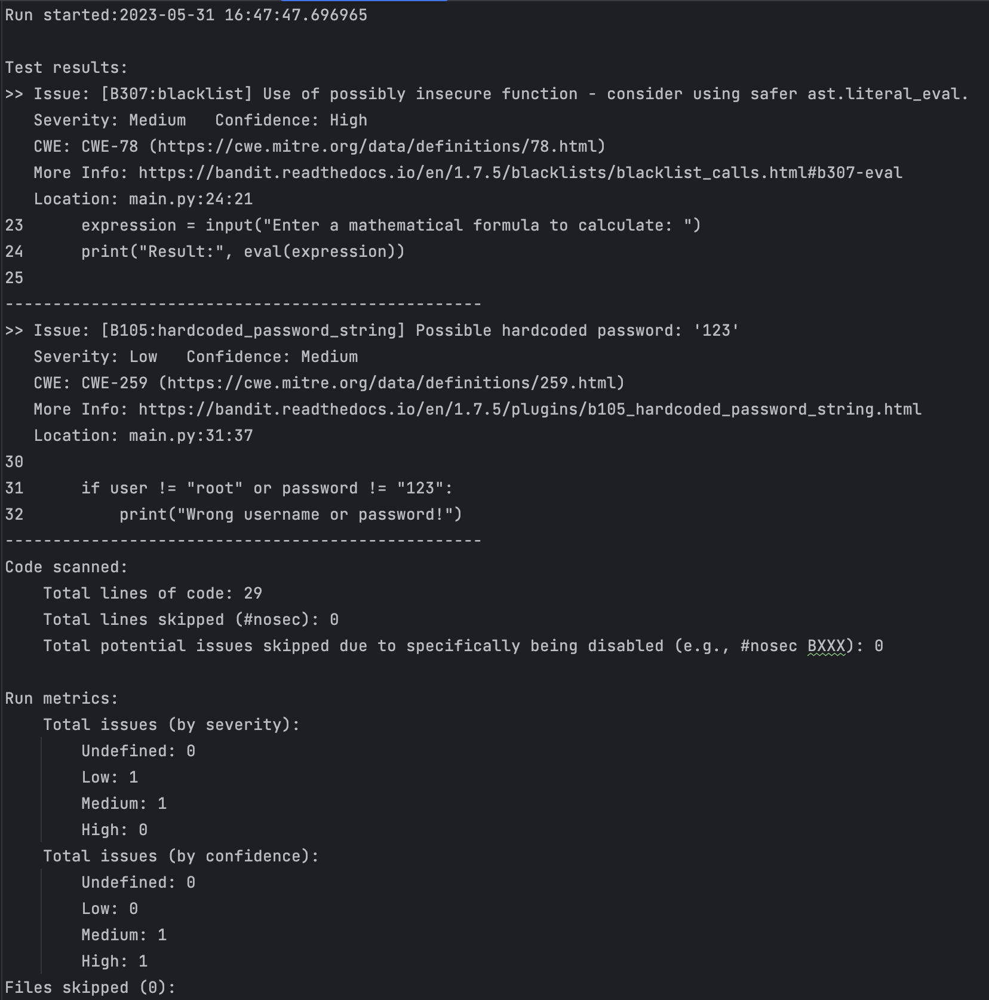 Run started:2023-05-31 16:47:47.696965

Test results:
>> Issue: [B307:blacklist] Use of possibly insecure function - consider using safer ast.literal_eval.
   Severity: Medium   Confidence: High
   CWE: CWE-78 (https://cwe.mitre.org/data/definitions/78.html)
   More Info: https://bandit.readthedocs.io/en/1.7.5/blacklists/blacklist_calls.html#b307-eval
   Location: main.py:24:21
23      expression = input("Enter a mathematical formula to calculate: ")
24      print("Result:", eval(expression))
25
--------------------------------------------------
>> Issue: [B105:hardcoded_password_string] Possible hardcoded password: '123'
   Severity: Low   Confidence: Medium
   CWE: CWE-259 (https://cwe.mitre.org/data/definitions/259.html)
   More Info: https://bandit.readthedocs.io/en/1.7.5/plugins/b105_hardcoded_password_string.html
   Location: main.py:31:37
30
31      if user != "root" or password != "123":
32          print("Wrong username or password!")
--------------------------------------------------
Code scanned:
    Total lines of code: 29
    Total lines skipped (#nosec): 0
    Total potential issues skipped due to specifically being disabled (e.g., #nosec BXXX): 0

Run metrics:
    Total issues (by severity):
        Undefined: 0
        Low: 1
        Medium: 1
        High: 0
    Total issues (by confidence):
        Undefined: 0
        Low: 0
        Medium: 1
        High: 1
Files skipped (0):